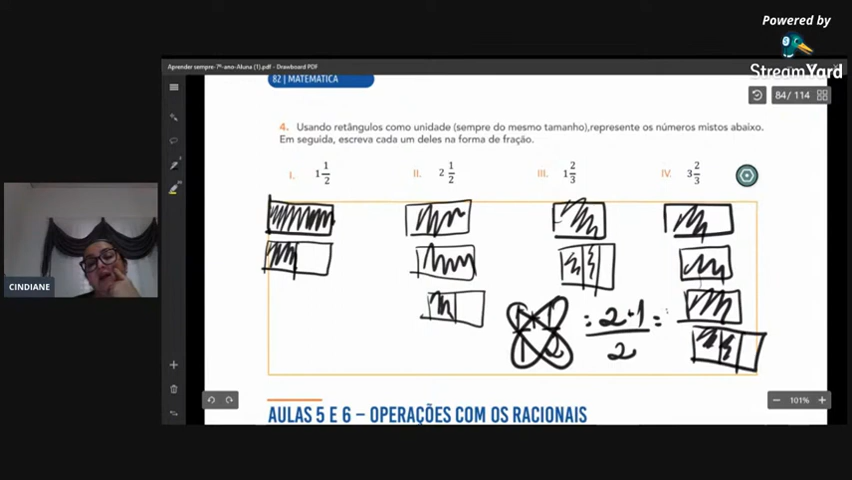 Powered by
StreamYard
Aprender sempre-7º-ano-Aluna (1).pdf - Drawboard PDF
82 | MATEMÁTICA
84 / 114
4. Usando retângulos como unidade (sempre do mesmo tamanho),represente os números mistos abaixo.
Em seguida, escreva cada um deles na forma de fração.
I. 1 1/2 II. 2 1/2 III. 1 2/3 IV. 3 2/3
CINDIANE
= 2·1 =
2
101%
AULAS 5 E 6 – OPERAÇÕES COM OS RACIONAIS